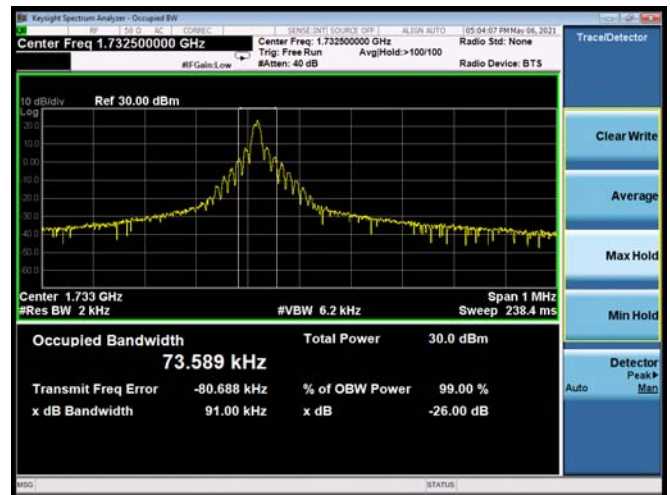 Keysight Spectrum Analyzer - Occupied BW
RF 50 Ω AC CORREC SENSE:INT SOURCE OFF ALIGN AUTO 05:04:07 PM May 06, 2021
Center Freq 1.732500000 GHz Center Freq: 1.732500000 GHz Radio Std: None
Trig: Free Run Avg|Hold:>100/100
#IFGain:Low #Atten: 40 dB Radio Device: BTS
Trace/Detector
10 dB/div Ref 30.00 dBm
Log
20.0
10.0
0.00
-10.0
-20.0
-30.0
-40.0
-50.0
-60.0
Center 1.733 GHz Span 1 MHz
#Res BW 2 kHz #VBW 6.2 kHz Sweep 238.4 ms
Occupied Bandwidth Total Power 30.0 dBm
73.589 kHz
Transmit Freq Error -80.688 kHz % of OBW Power 99.00 %
x dB Bandwidth 91.00 kHz x dB -26.00 dB
Clear Write
Average
Max Hold
Min Hold
Detector
Peak▶
Auto Man
MSG STATUS